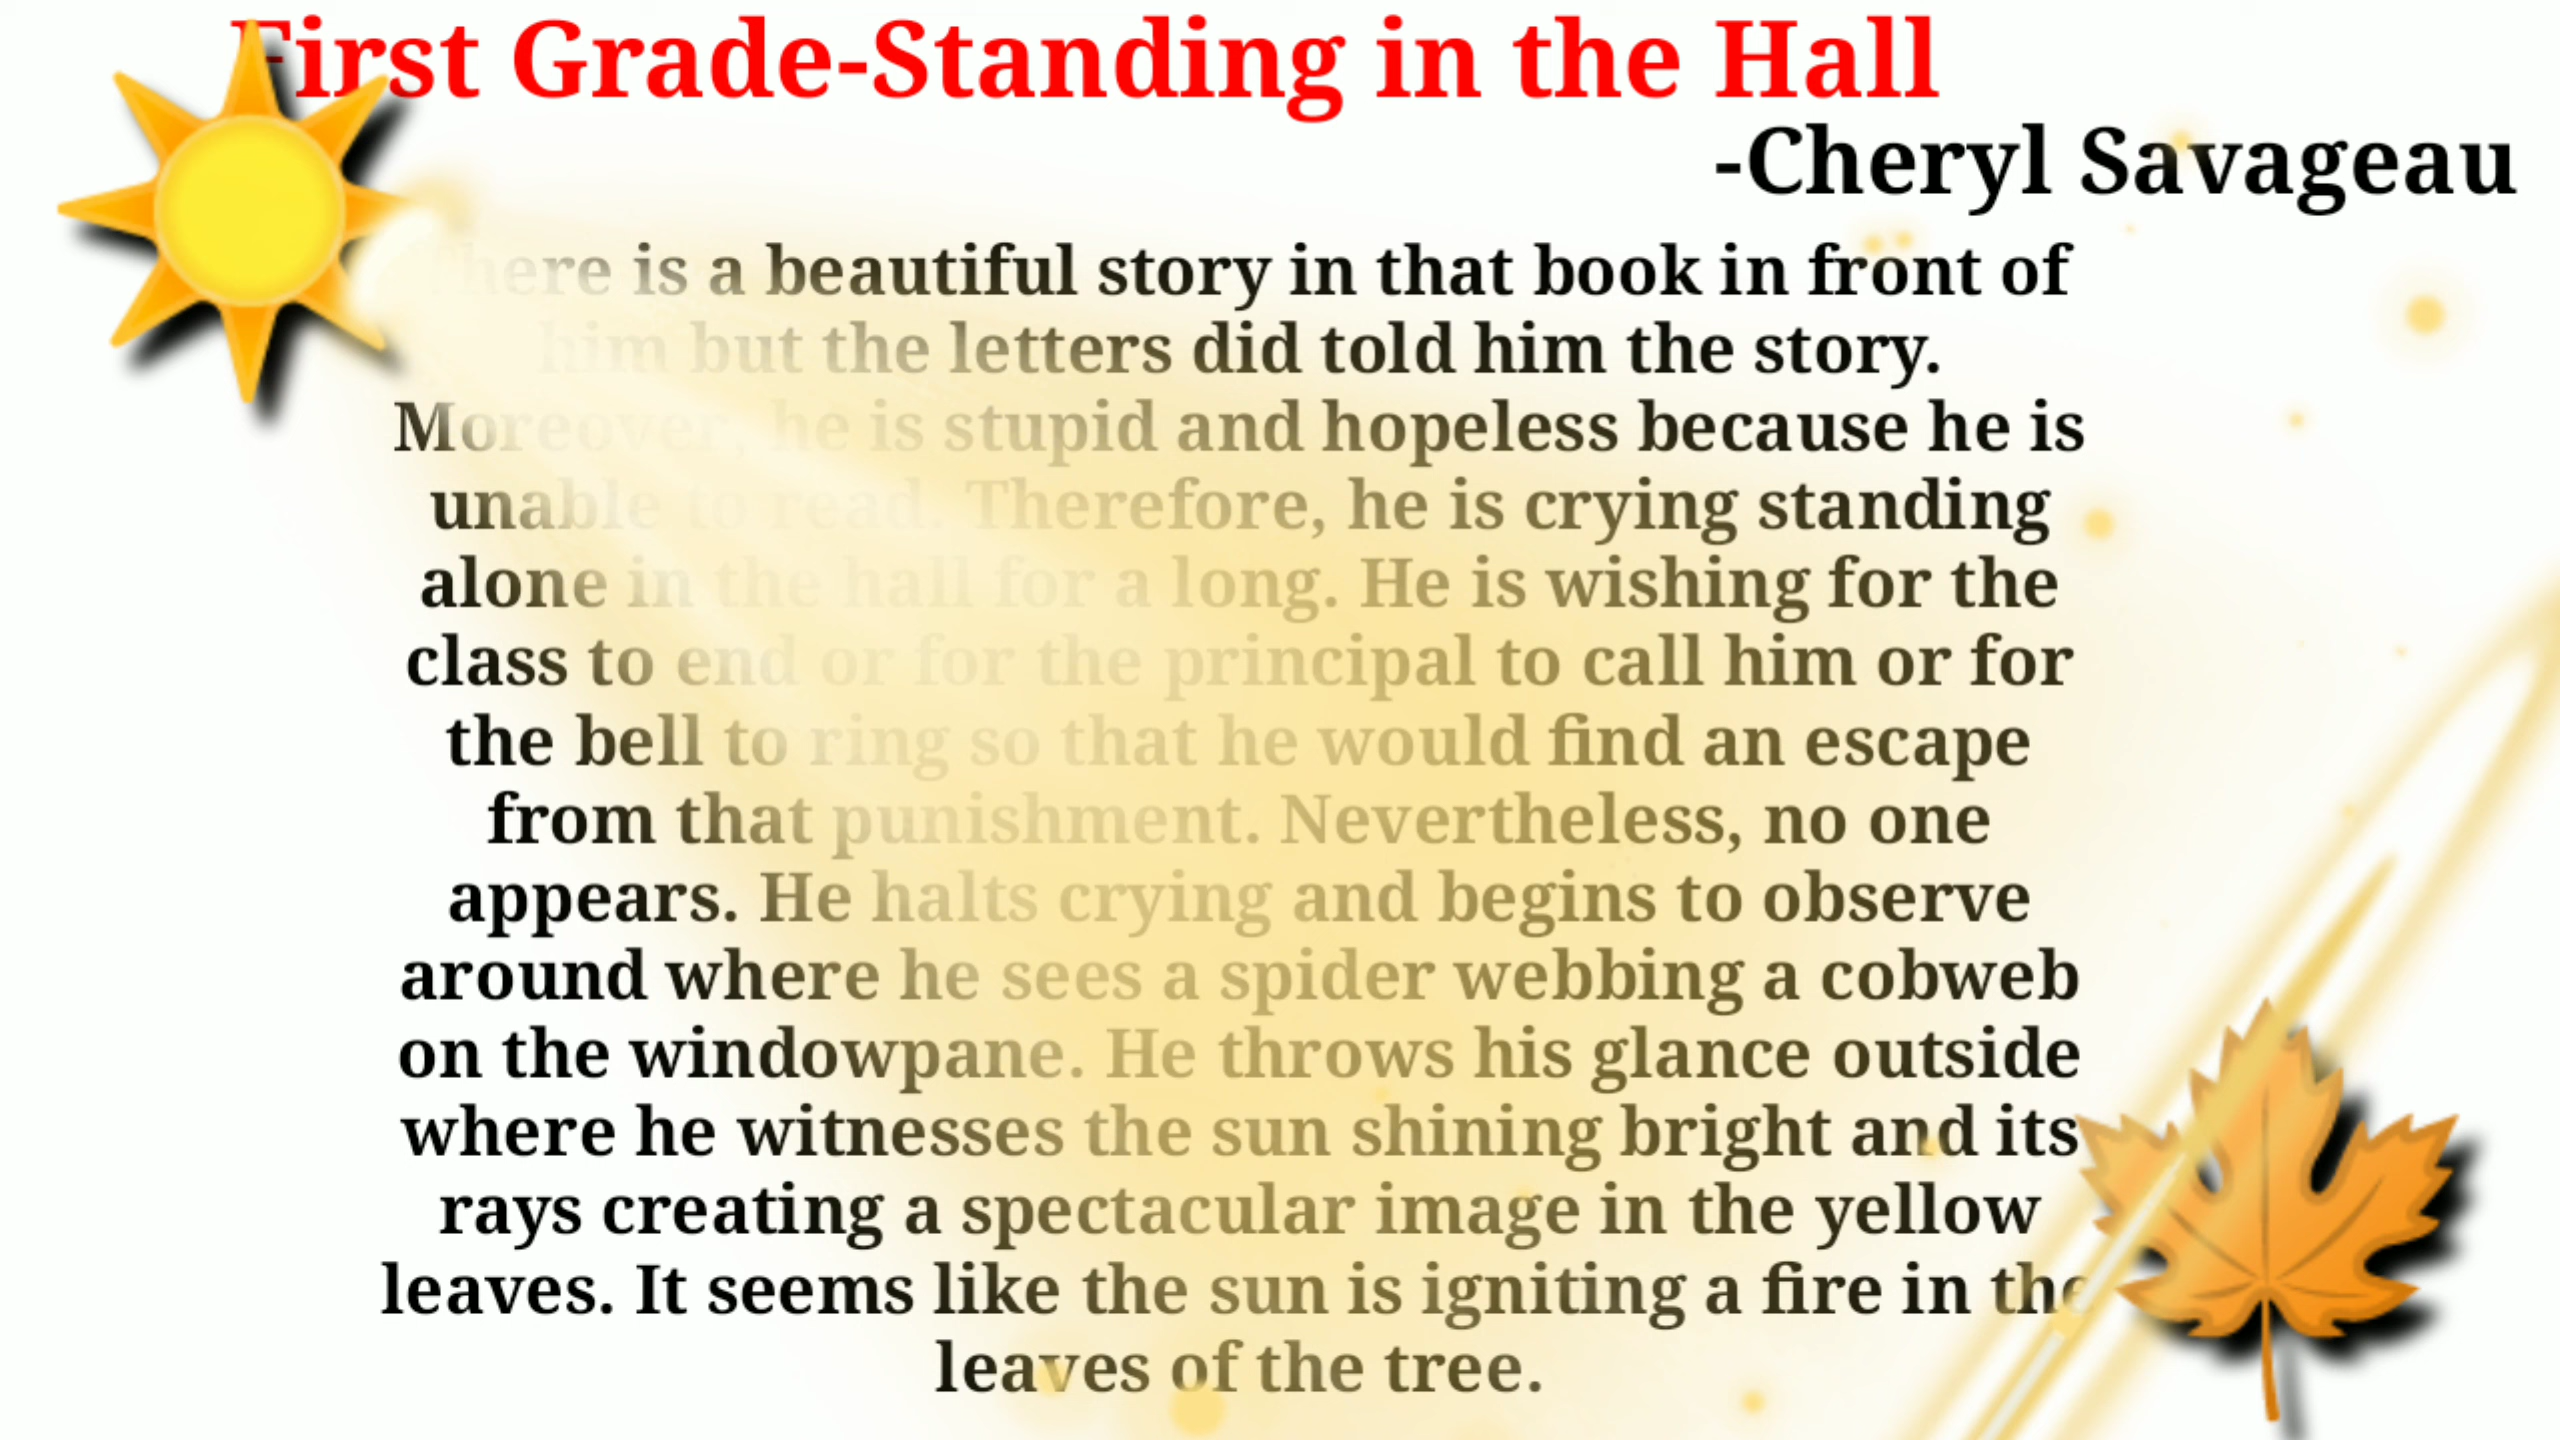 First Grade-Standing in the Hall
-Cheryl Savageau
There is a beautiful story in that book in front of
him but the letters did told him the story.
Moreover, he is stupid and hopeless because he is
unable to read. Therefore, he is crying standing
alone in the hall for a long. He is wishing for the
class to end or for the principal to call him or for
the bell to ring so that he would find an escape
from that punishment. Nevertheless, no one
appears. He halts crying and begins to observe
around where he sees a spider webbing a cobweb
on the windowpane. He throws his glance outside
where he witnesses the sun shining bright and its
rays creating a spectacular image in the yellow
leaves. It seems like the sun is igniting a fire in the
leaves of the tree.